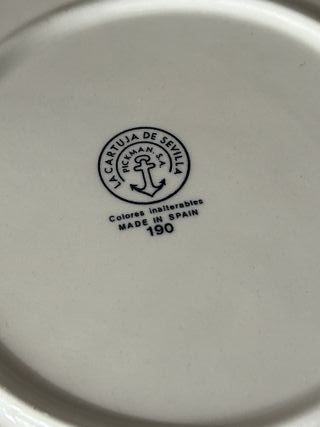 LA CARTUJA DE SEVILLA
PICKMAN, S.A.
Colores inalterables
MADE IN SPAIN
190